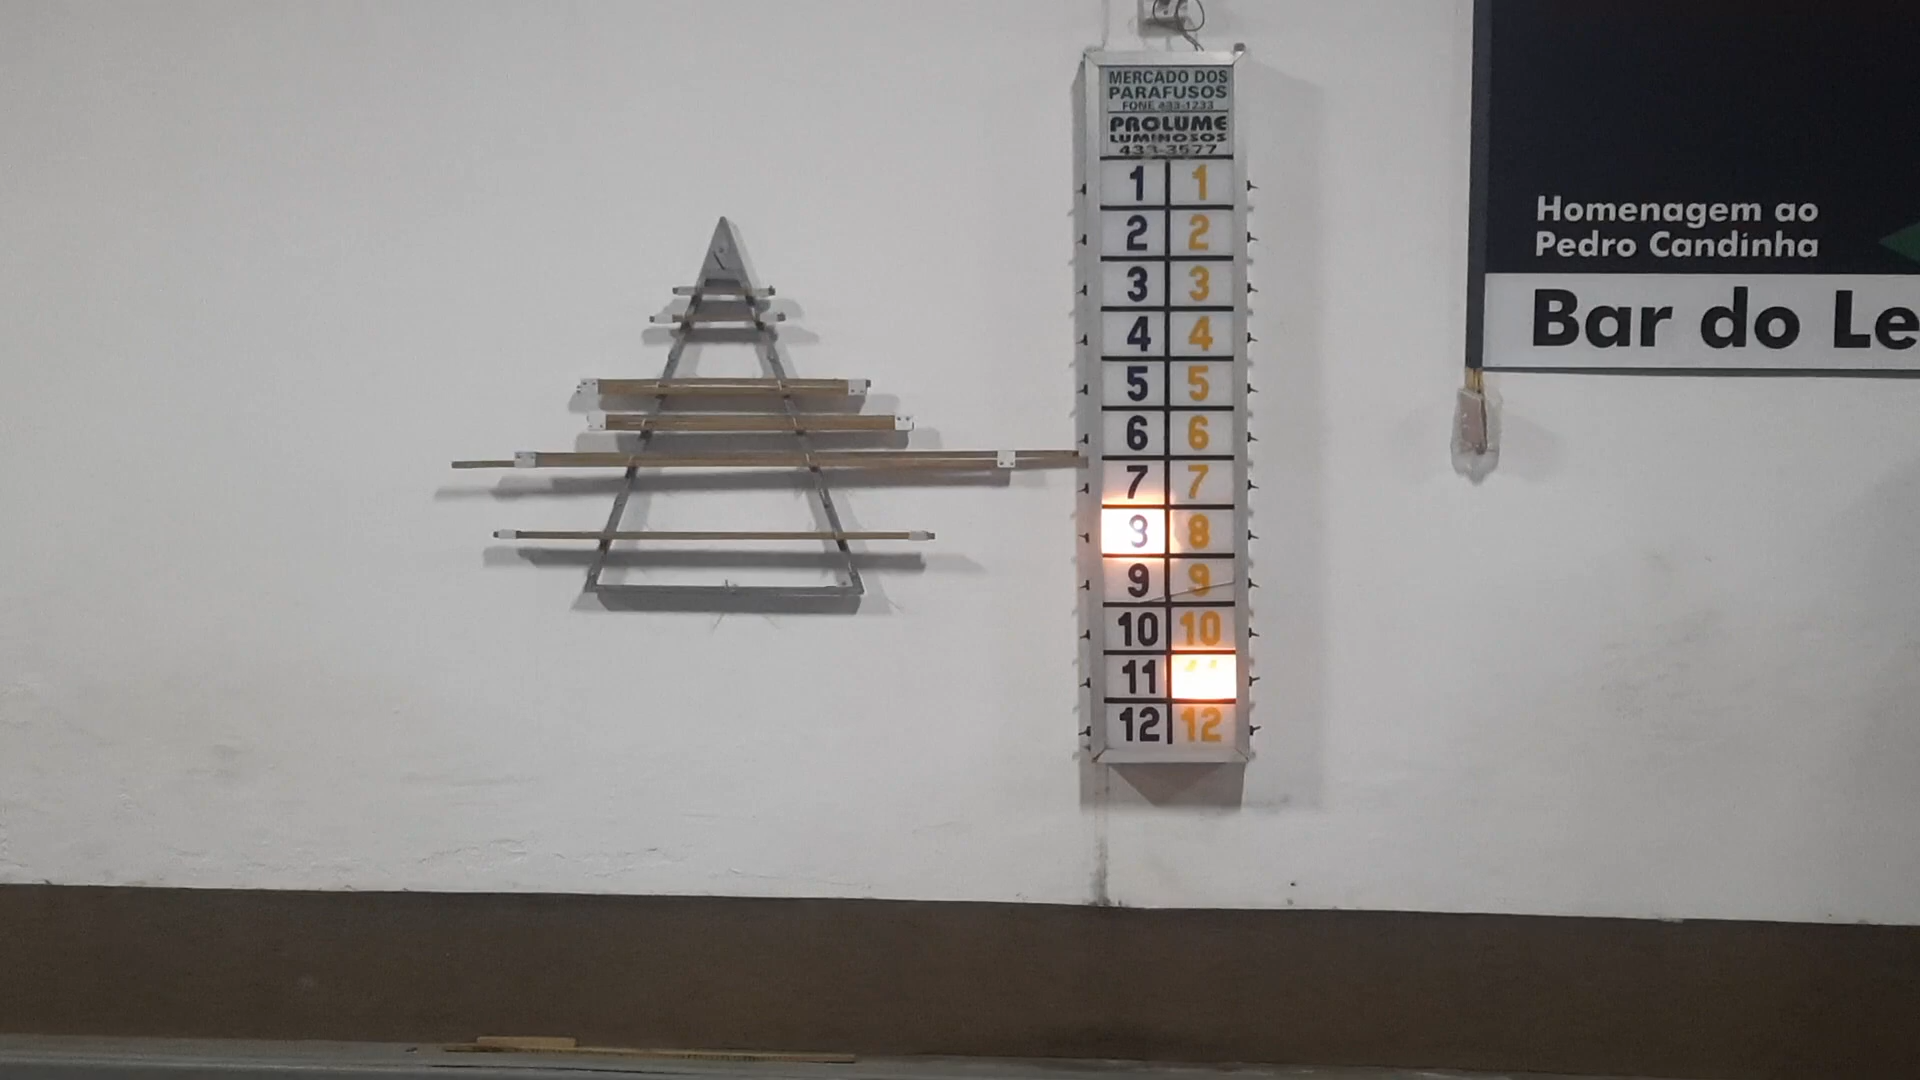 MERCADO DOS
PARAFUSOS
FONE 433-1233
PROLUME
LUMINOSOS
433-3577
1 1
2 2
3 3
4 4
5 5
6 6
7 7
8 8
9 9
10 10
11 11
12 12
Homenagem ao
Pedro Candinha
Bar do Le